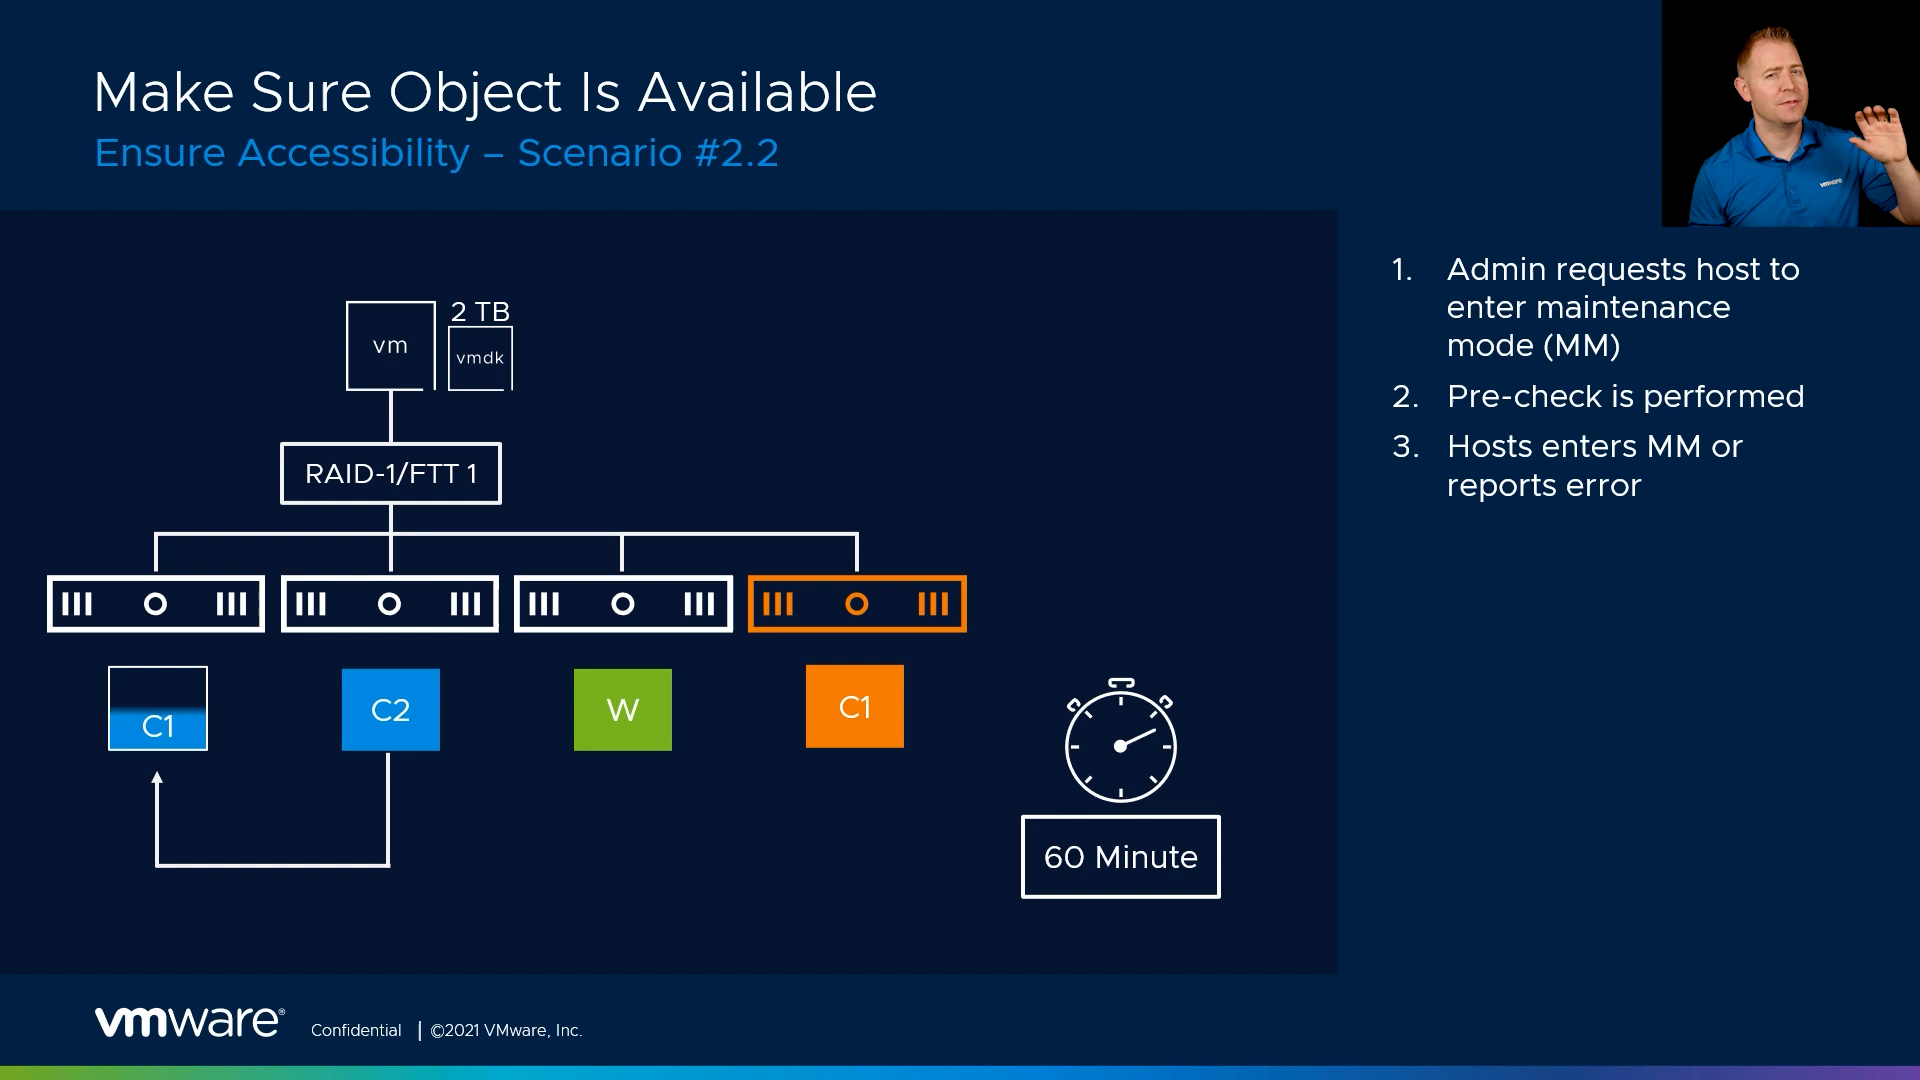 Make Sure Object Is Available
Ensure Accessibility – Scenario #2.2
vmware
1. Admin requests host to
enter maintenance
mode (MM)
2. Pre-check is performed
3. Hosts enters MM or
reports error
2 TB
vm
vmdk
RAID-1/FTT 1
C1
C2
W
C1
60 Minute
vmware®
Confidential | ©2021 VMware, Inc.